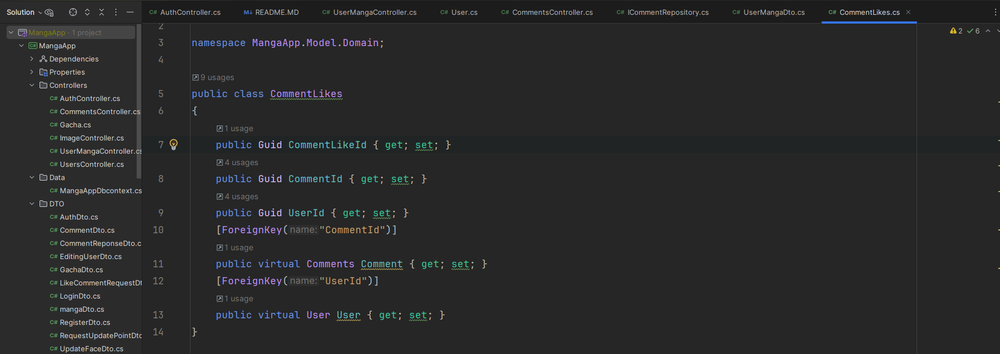 Solution
AuthController.cs
README.MD
UserMangaController.cs
User.cs
CommentsController.cs
ICommentRepository.cs
UserMangaDto.cs
CommentLikes.cs
MangaApp · 1 project
MangaApp
Dependencies
Properties
Controllers
AuthController.cs
CommentsController.cs
Gacha.cs
ImageController.cs
UserMangaController.cs
UsersController.cs
Data
MangaAppDbcontext.cs
DTO
AuthDto.cs
CommentDto.cs
CommentReponseDto.c
EditingUserDto.cs
GachaDto.cs
LikeCommentRequestDt
LoginDto.cs
mangaDto.cs
RegisterDto.cs
RequestUpdatePointDto
UpdateFaceDto.cs
2
3 namespace MangaApp.Model.Domain;
4
9 usages
5 public class CommentLikes
6 {
1 usage
7 public Guid CommentLikeId { get; set; }
4 usages
8 public Guid CommentId { get; set; }
4 usages
9 public Guid UserId { get; set; }
10 [ForeignKey( name: "CommentId")]
1 usage
11 public virtual Comments Comment { get; set; }
12 [ForeignKey( name: "UserId")]
1 usage
13 public virtual User User { get; set; }
14 }
2 6